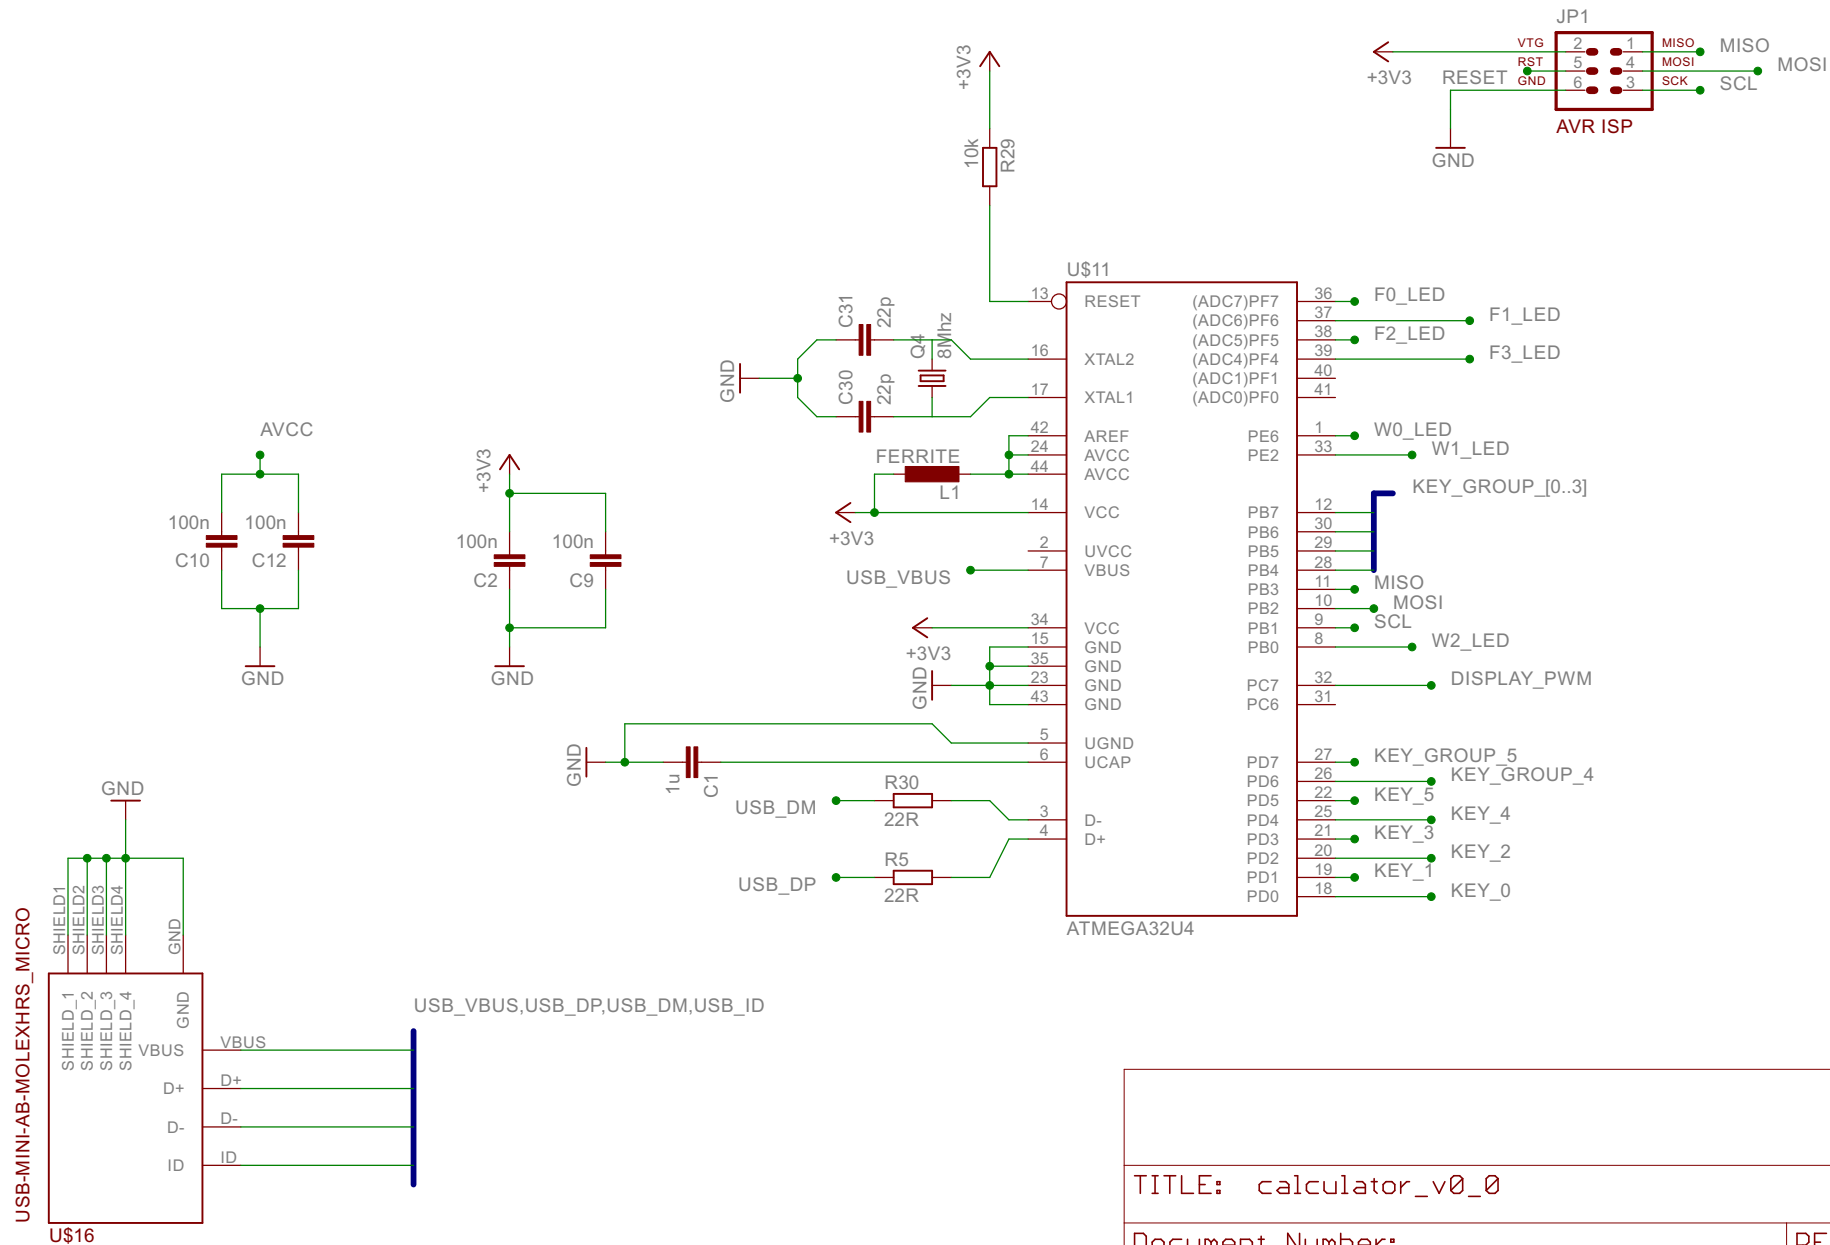 JP1
VTG 2 1 MISO MISO
RST 5 4 MOSI MOSI
RESET GND 6 3 SCK SCL
+3V3
AVR ISP
GND
+3V3
10k
R29
U$11
13 RESET
16 XTAL2
17 XTAL1
42 AREF
24 AVCC
44 AVCC
14 VCC
2 UVCC
7 VBUS
34 VCC
15 GND
35 GND
23 GND
43 GND
5 UGND
6 UCAP
3 D-
4 D+
(ADC7)PF7 36 F0_LED
(ADC6)PF6 37 F1_LED
(ADC5)PF5 38 F2_LED
(ADC4)PF4 39 F3_LED
(ADC1)PF1 40
(ADC0)PF0 41
PE6 1 W0_LED
PE2 33 W1_LED
KEY_GROUP_[0..3]
PB7 12
PB6 30
PB5 29
PB4 28
PB3 11 MISO
PB2 10 MOSI
PB1 9 SCL
PB0 8 W2_LED
PC7 32 DISPLAY_PWM
PC6 31
PD7 27 KEY_GROUP_5
PD6 26 KEY_GROUP_4
PD5 22 KEY_5
PD4 25 KEY_4
PD3 21 KEY_3
PD2 20 KEY_2
PD1 19 KEY_1
PD0 18 KEY_0
ATMEGA32U4
C31
22p
Q4
8Mhz
GND
C30
22p
FERRITE
L1
+3V3
USB_VBUS
+3V3
GND
GND
1u
C1
USB_DM
R30
22R
USB_DP
R5
22R
AVCC
100n
C10
100n
C12
GND
+3V3
100n
C2
100n
C9
GND
GND
SHIELD1
SHIELD2
SHIELD3
SHIELD4
GND
SHIELD_1
SHIELD_2
SHIELD_3
SHIELD_4
GND
USB-MINI-AB-MOLEXHRS_MICRO
VBUS VBUS
D+ D+
D- D-
ID ID
U$16
USB_VBUS,USB_DP,USB_DM,USB_ID
TITLE: calculator_v0_0
Document Number: